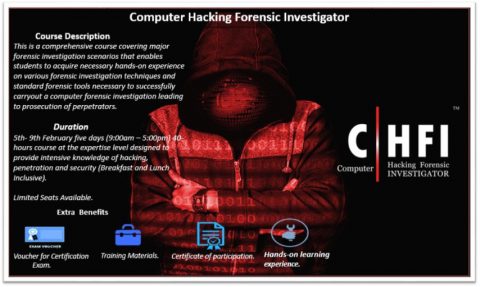 Computer Hacking Forensic Investigator
Course Description
This is a comprehensive course covering major
forensic investigation scenarios that enables
students to acquire necessary hands-on experience
on various forensic investigation techniques and
standard forensic tools necessary to successfully
carryout a computer forensic investigation leading
to prosecution of perpetrators.
Duration
5th- 9th February five days (9:00am – 5:00pm) 40-
hours course at the expertise level designed to
provide intensive knowledge of hacking,
penetration and security (Breakfast and Lunch
Inclusive).
Limited Seats Available.
Extra Benefits
EXAM VOUCHER
Voucher for Certification
Exam.
Training Materials.
Certificate of participation.
Hands-on learning
experience.
C HFI
TM
Computer
Hacking Forensic
INVESTIGATOR